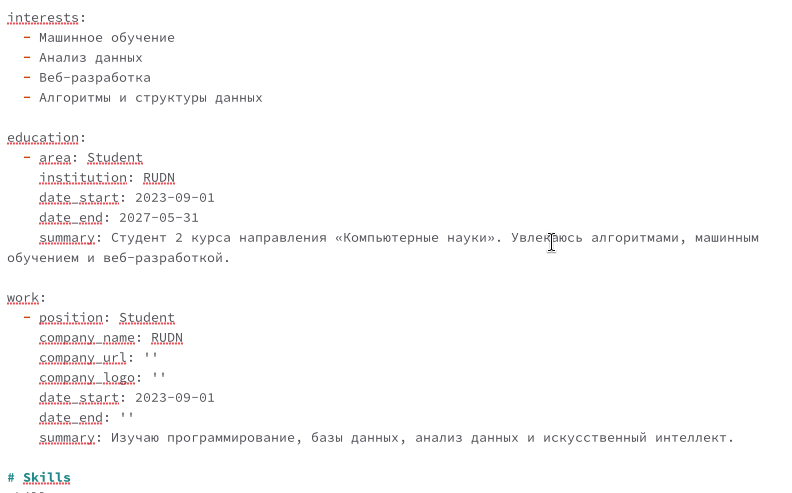 interests:
- Машинное обучение
- Анализ данных
- Веб-разработка
- Алгоритмы и структуры данных
education:
- area: Student
institution: RUDN
date_start: 2023-09-01
date_end: 2027-05-31
summary: Студент 2 курса направления «Компьютерные науки». Увлекаюсь алгоритмами, машинным
обучением и веб-разработкой.
work:
- position: Student
company_name: RUDN
company_url: ''
company_logo: ''
date_start: 2023-09-01
date_end: ''
summary: Изучаю программирование, базы данных, анализ данных и искусственный интеллект.
# Skills